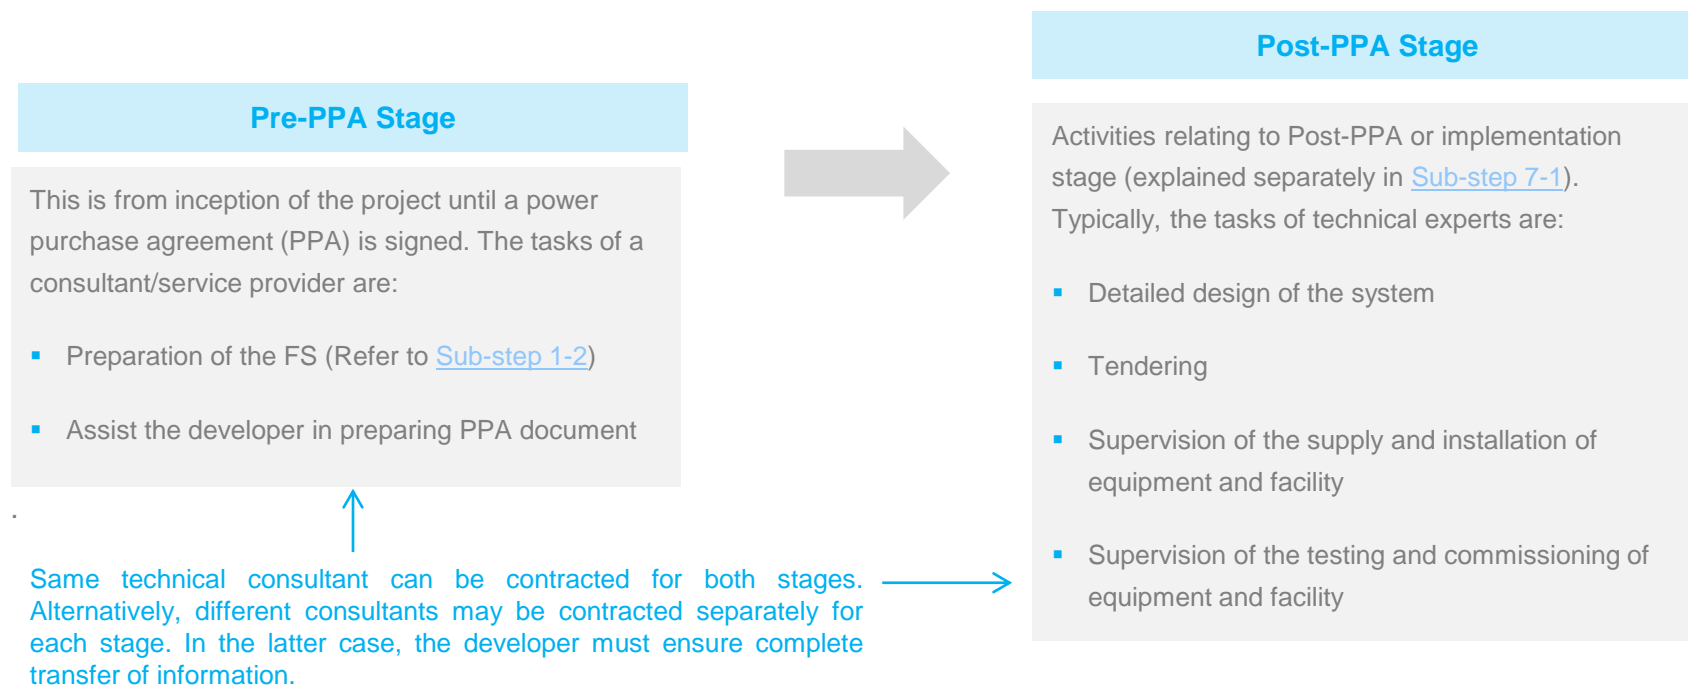 Pre-PPA Stage
This is from inception of the project until a power
purchase agreement (PPA) is signed. The tasks of a
consultant/service provider are:
▪ Preparation of the FS (Refer to Sub-step 1-2)
▪ Assist the developer in preparing PPA document
.
Same technical consultant can be contracted for both stages.
Alternatively, different consultants may be contracted separately for
each stage. In the latter case, the developer must ensure complete
transfer of information.
Post-PPA Stage
Activities relating to Post-PPA or implementation
stage (explained separately in Sub-step 7-1).
Typically, the tasks of technical experts are:
▪ Detailed design of the system
▪ Tendering
▪ Supervision of the supply and installation of
equipment and facility
▪ Supervision of the testing and commissioning of
equipment and facility